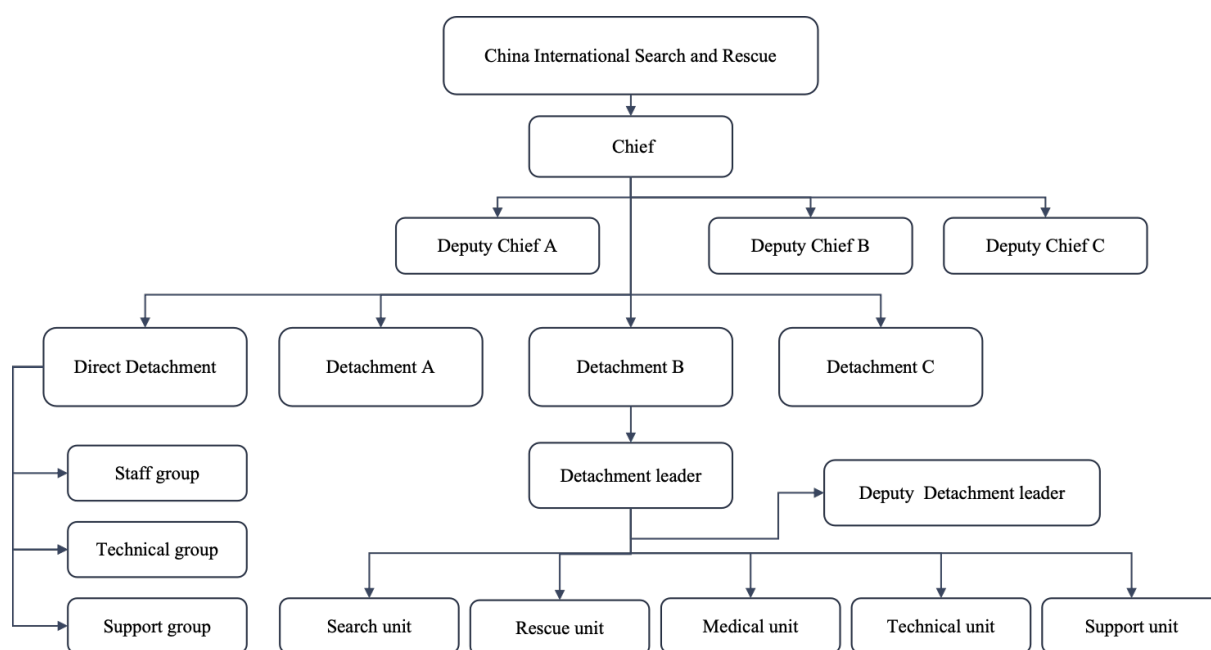 China International Search and Rescue
Chief
Deputy Chief A
Deputy Chief B
Deputy Chief C
Direct Detachment
Detachment A
Detachment B
Detachment C
Staff group
Technical group
Support group
Detachment leader
Deputy Detachment leader
Search unit
Rescue unit
Medical unit
Technical unit
Support unit